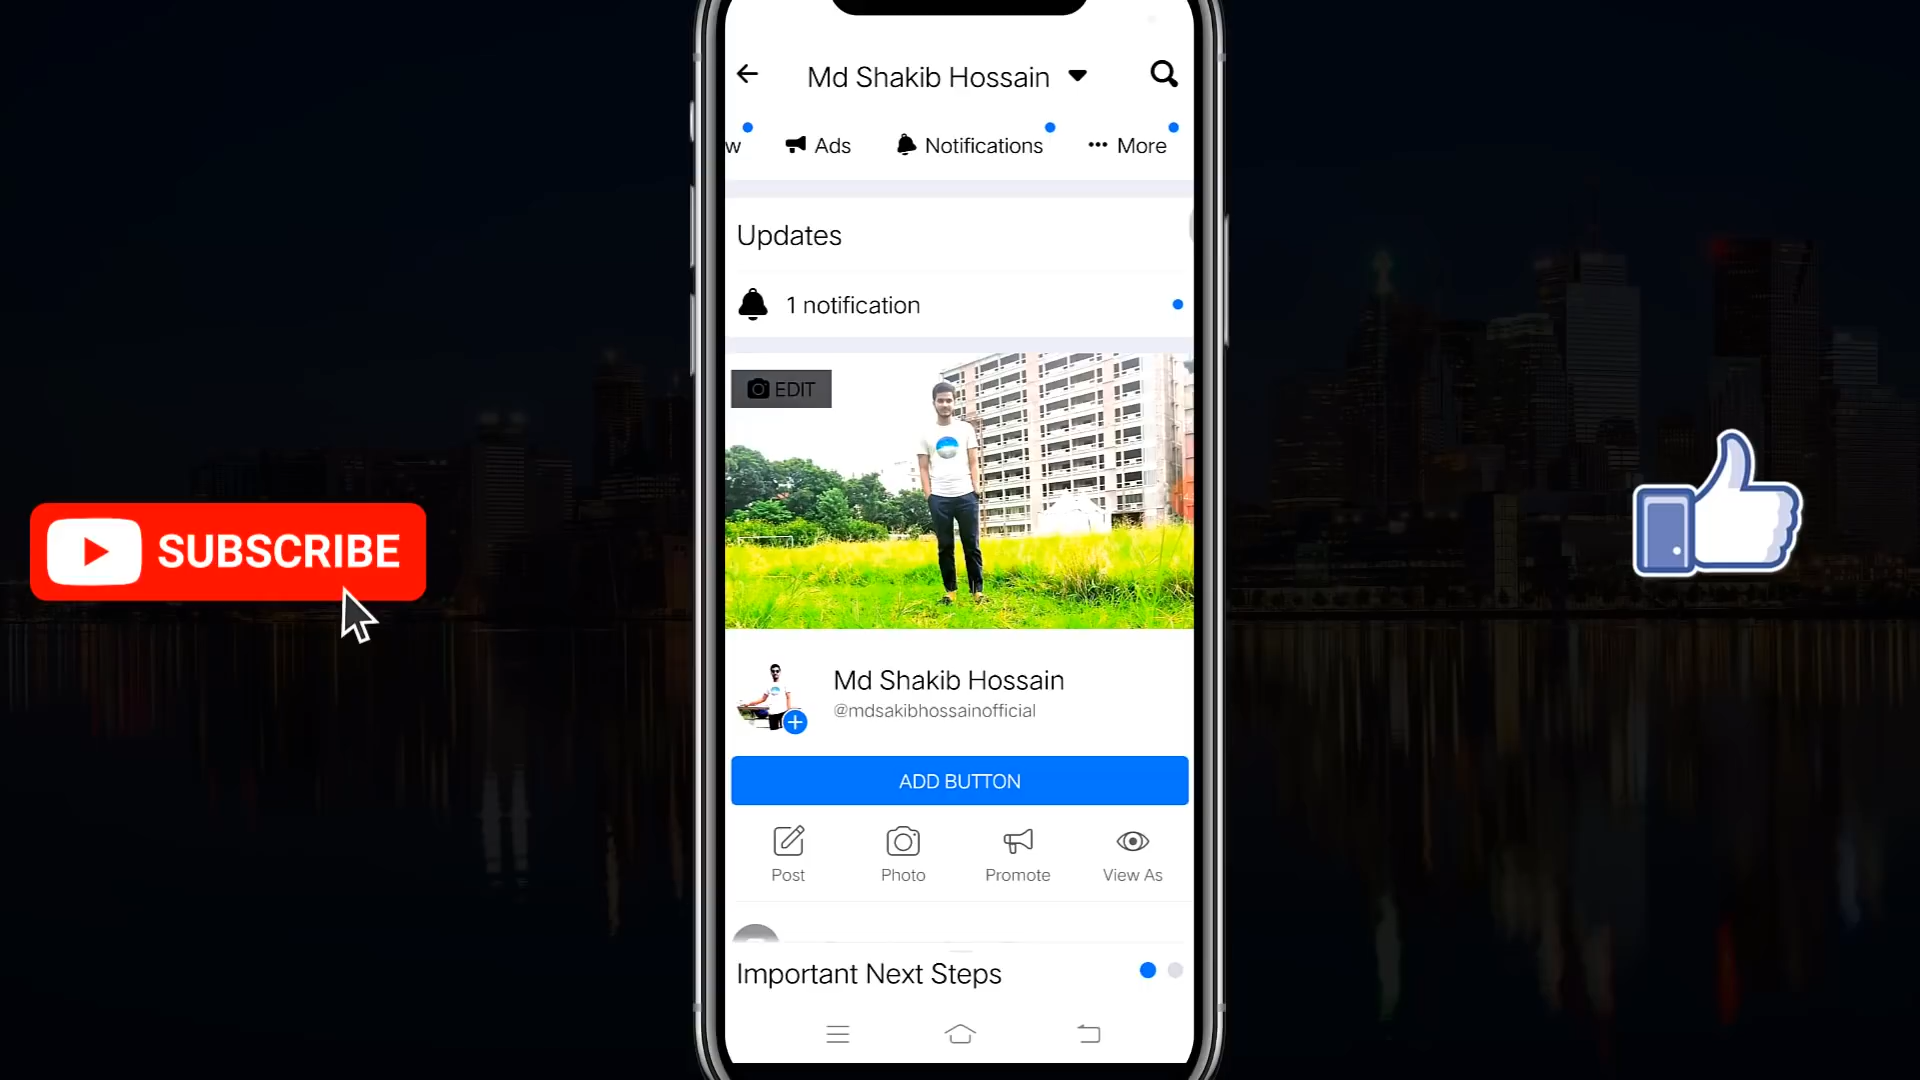 Md Shakib Hossain
w Ads Notifications ••• More
Updates
1 notification
EDIT
SUBSCRIBE
Md Shakib Hossain
@mdsakibhossainofficial
ADD BUTTON
Post Photo Promote View As
Important Next Steps